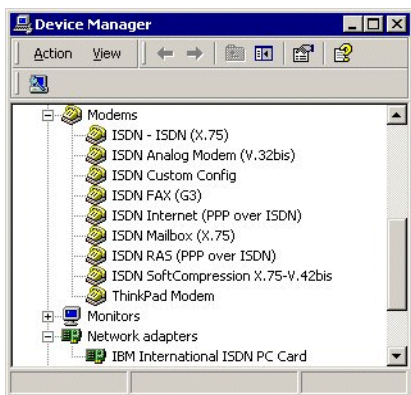 Device Manager
Action View
Modems
ISDN - ISDN (X.75)
ISDN Analog Modem (V.32bis)
ISDN Custom Config
ISDN FAX (G3)
ISDN Internet (PPP over ISDN)
ISDN Mailbox (X.75)
ISDN RAS (PPP over ISDN)
ISDN SoftCompression X.75-V.42bis
ThinkPad Modem
Monitors
Network adapters
IBM International ISDN PC Card